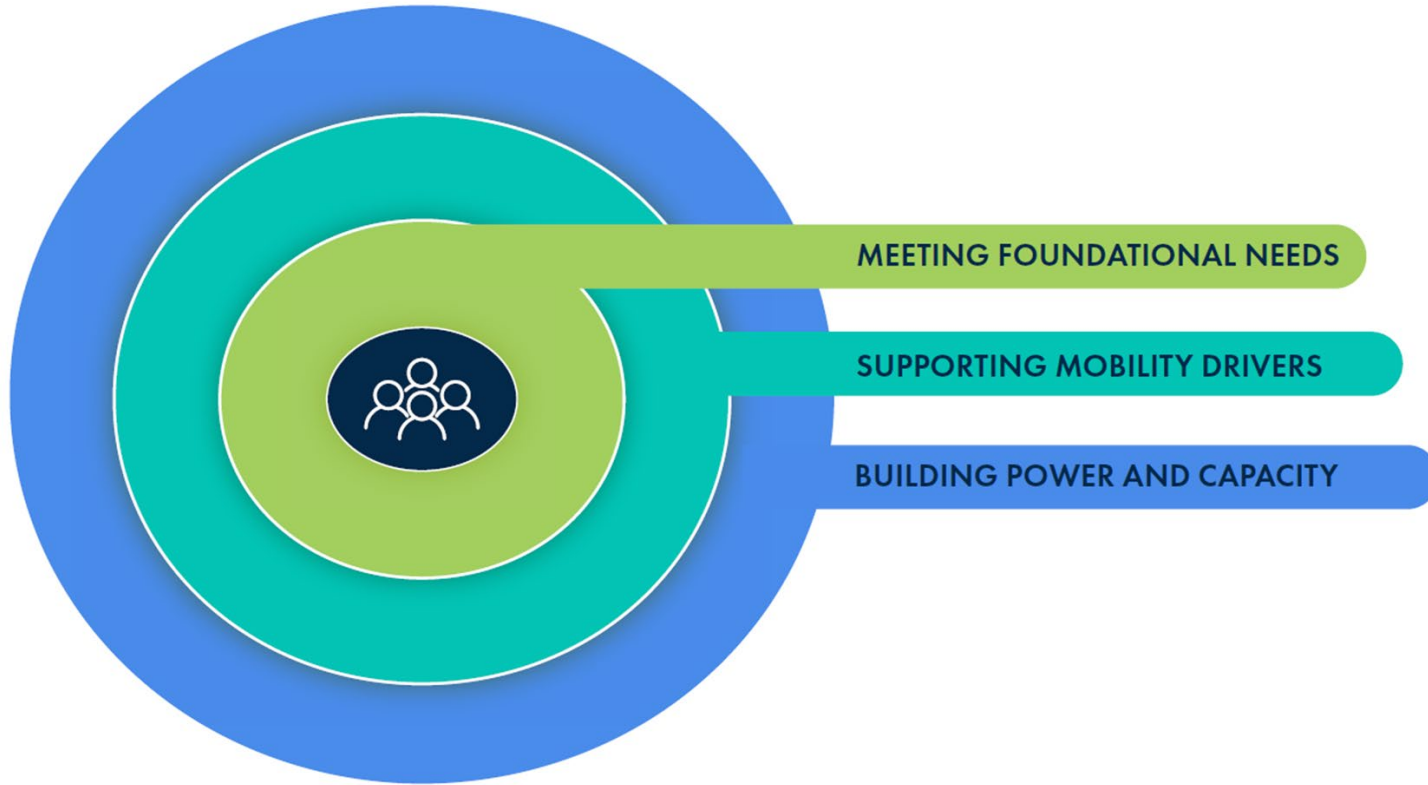 MEETING FOUNDATIONAL NEEDS
SUPPORTING MOBILITY DRIVERS
BUILDING POWER AND CAPACITY